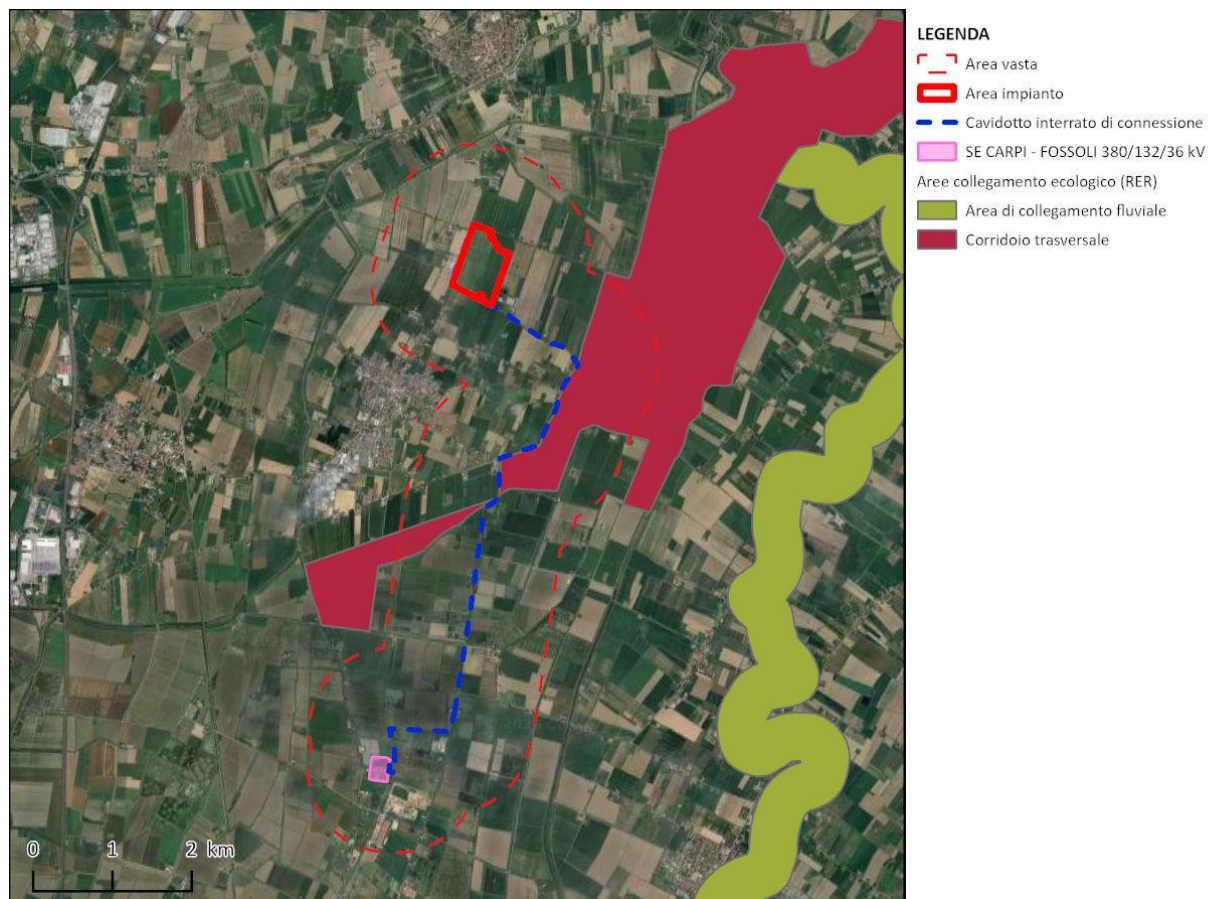 LEGENDA
Area vasta
Area impianto
Cavidotto interrato di connessione
SE CARPI - FOSSOLI 380/132/36 kV
Aree collegamento ecologico (RER)
Area di collegamento fluviale
Corridoio trasversale
0 1 2 km